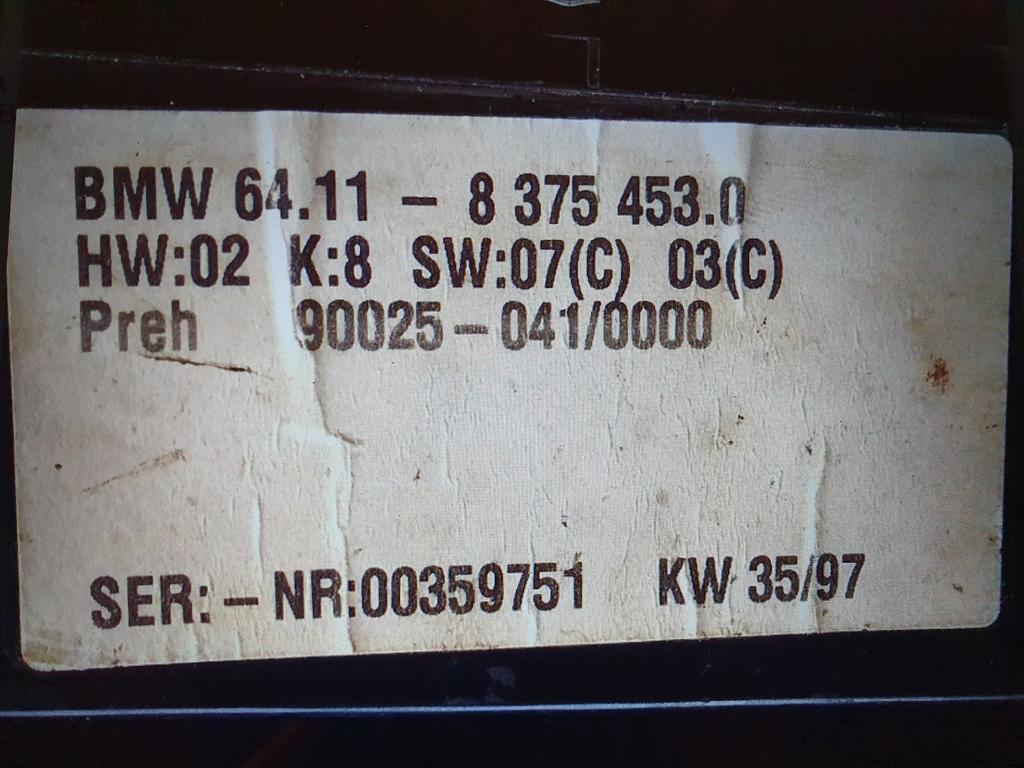 BMW 64.11 – 8 375 453.0
HW:02 K:8 SW:07(C) 03(C)
Preh 90025–041/0000
SER:–NR:00359751 KW 35/97